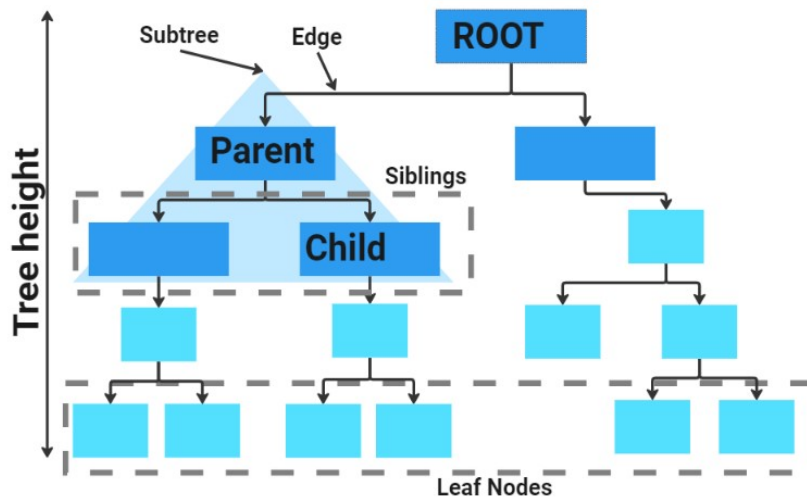 Subtree
Edge
ROOT
Parent
Siblings
Child
Tree height
Leaf Nodes